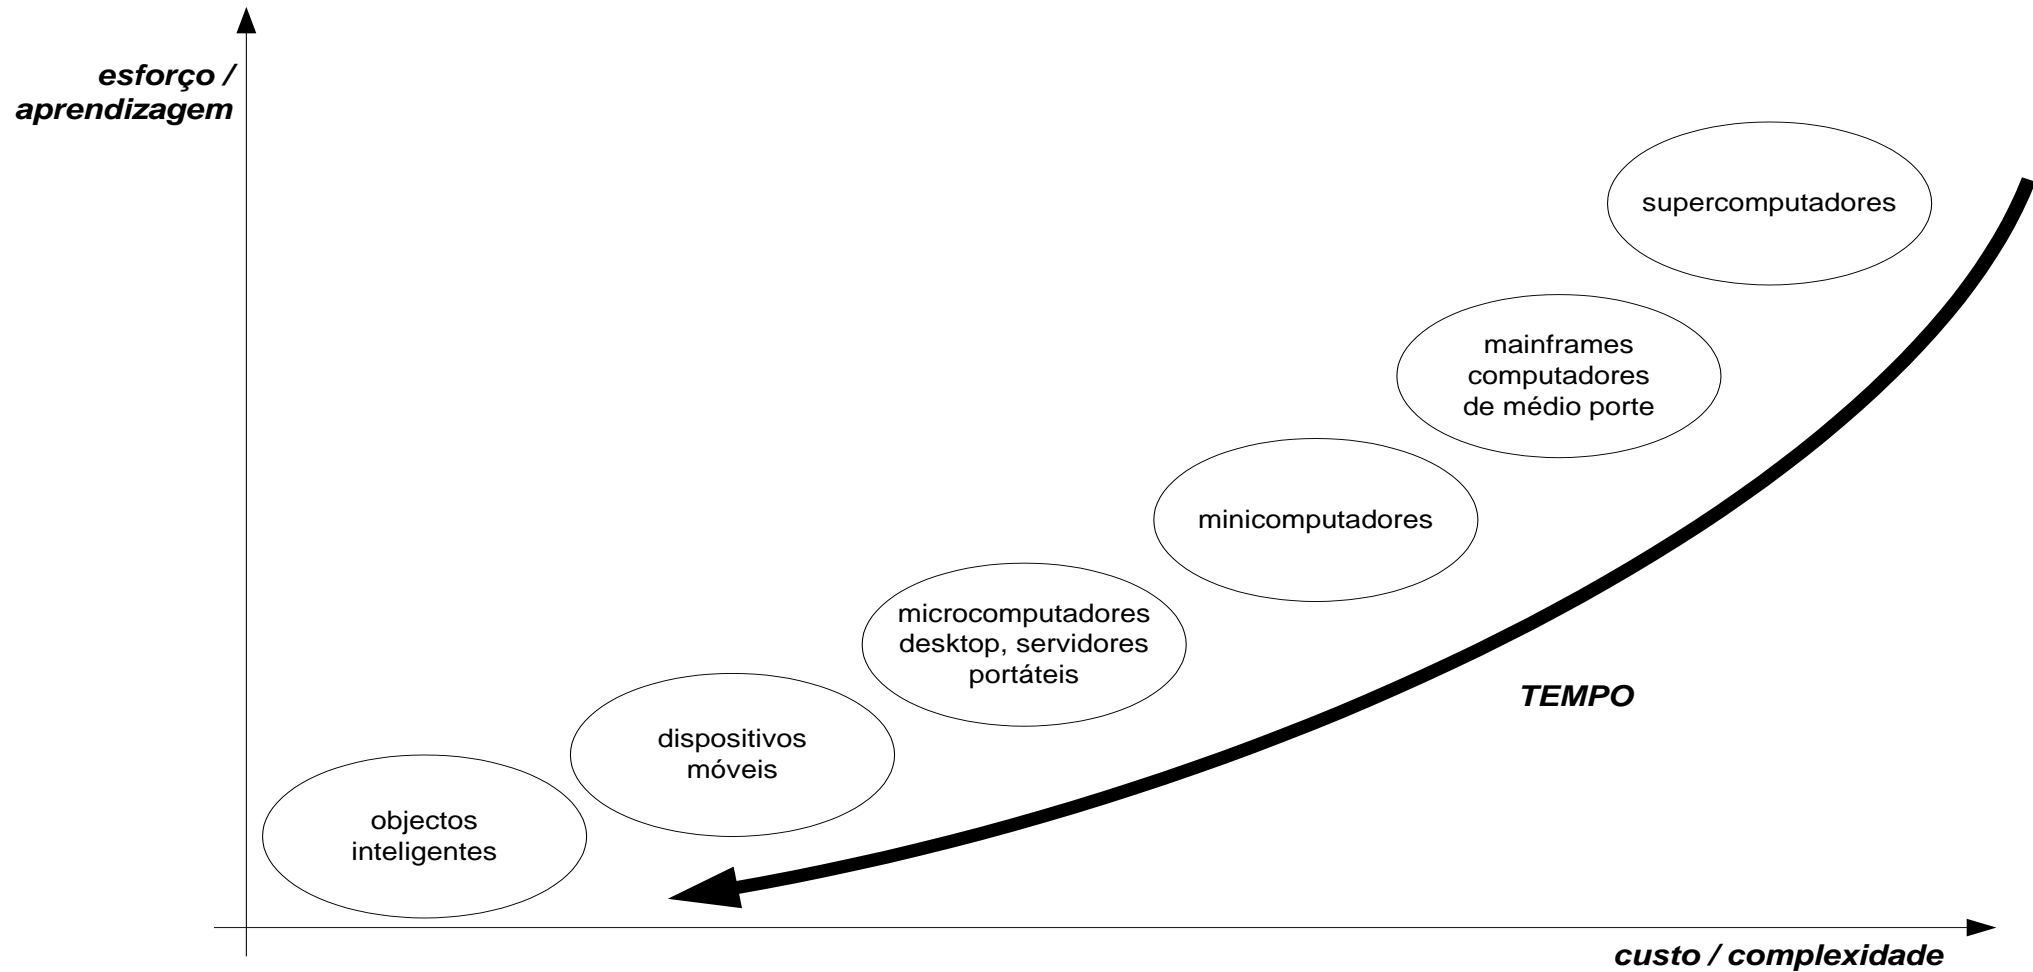 esforço /
aprendizagem
supercomputadores
mainframes
computadores
de médio porte
minicomputadores
microcomputadores
desktop, servidores
portáteis
TEMPO
dispositivos
móveis
objectos
inteligentes
custo / complexidade